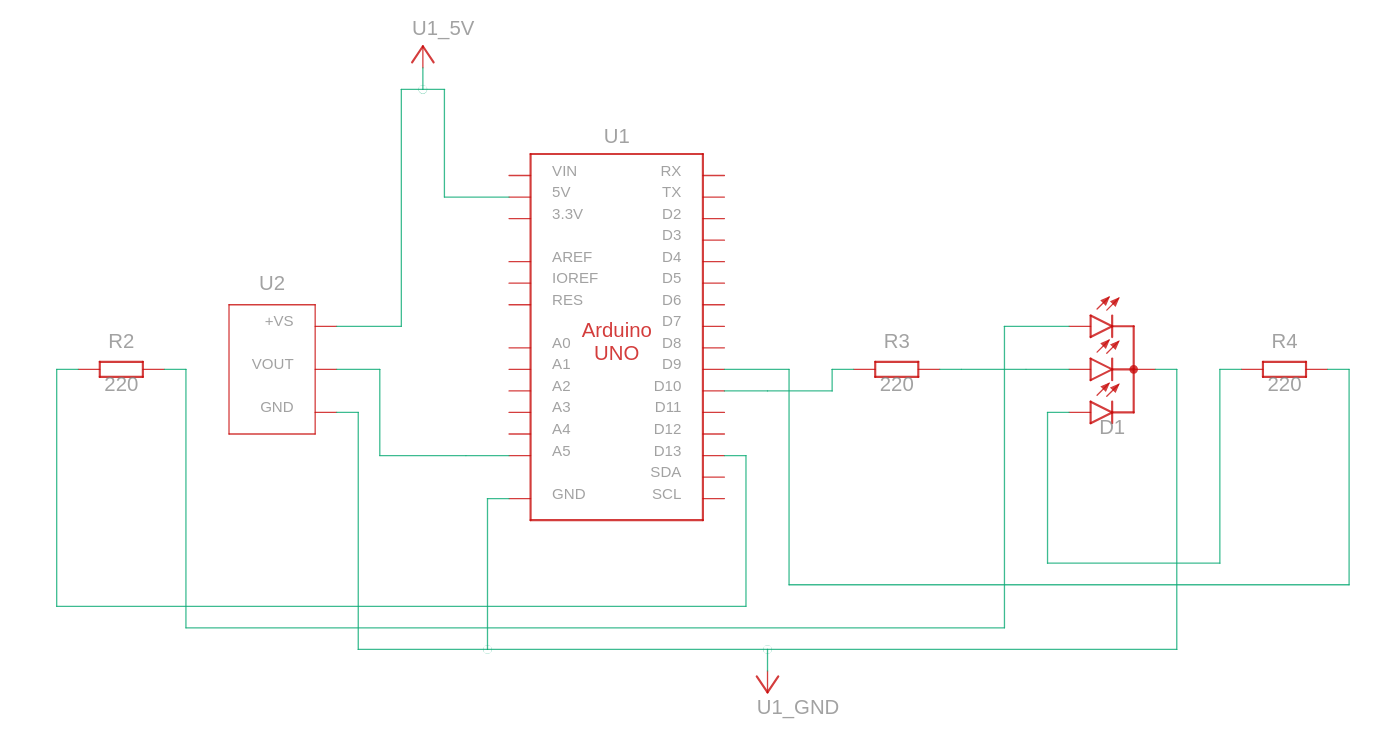 U1_5V
U1
VIN
5V
3.3V
AREF
IOREF
RES
A0
A1
A2
A3
A4
A5
GND
Arduino
UNO
RX
TX
D2
D3
D4
D5
D6
D7
D8
D9
D10
D11
D12
D13
SDA
SCL
U2
+VS
VOUT
GND
R2
220
R3
220
D1
R4
220
U1_GND